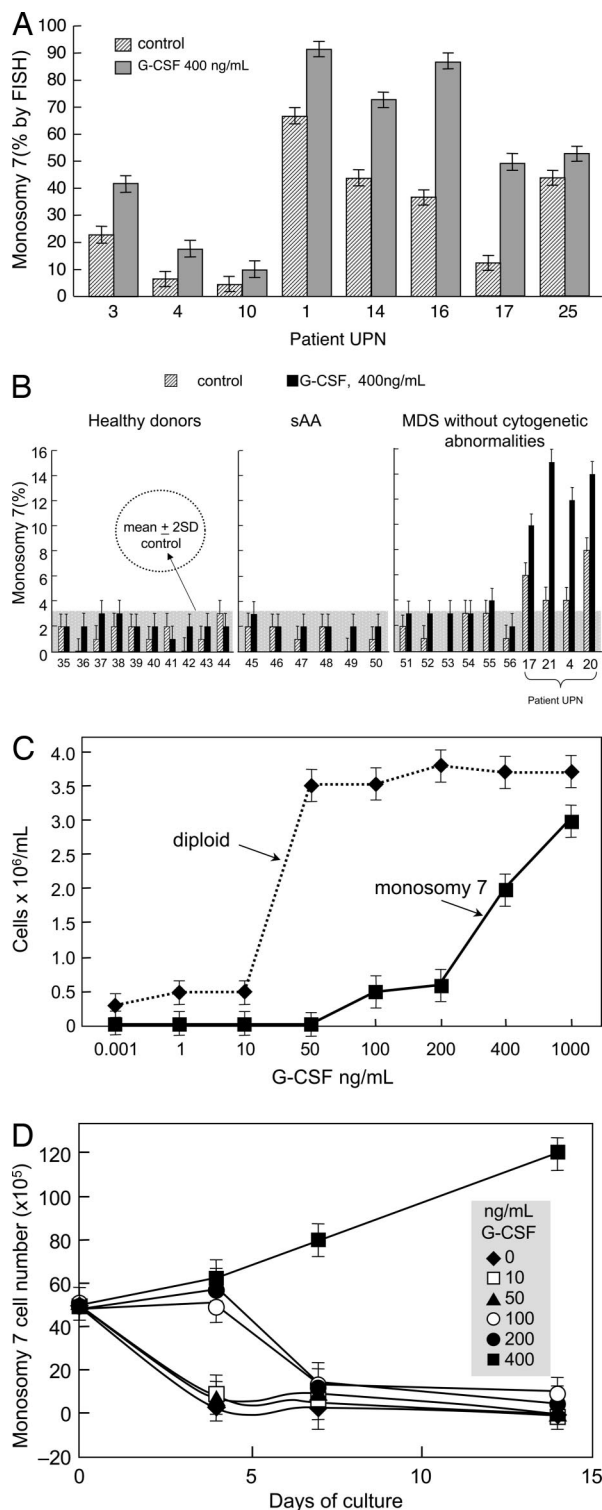 A
control
G-CSF 400 ng/mL
Monosomy 7(% by FISH)
100
90
80
70
60
50
40
30
20
10
0
3 4 10 1 14 16 17 25
Patient UPN
control G-CSF, 400ng/mL
B
Healthy donors sAA MDS without cytogenetic
abnormalities
Monosomy 7(%)
16
14
12
10
8
6
4
2
0
mean ± 2SD
control
35 36 37 38 39 40 41 42 43 44 45 46 47 48 49 50 51 52 53 54 55 56 17 21 4 20
Patient UPN
C
Cells x 10⁶/mL
4.0
3.5
3.0
2.5
2.0
1.5
1.0
0.5
0
diploid
monosomy 7
0.001 1 10 50 100 200 400 1000
G-CSF ng/mL
D
Monosomy 7 cell number (x10⁵)
120
100
80
60
40
20
0
−20
ng/mL
G-CSF
0
10
50
100
200
400
0 5 10 15
Days of culture